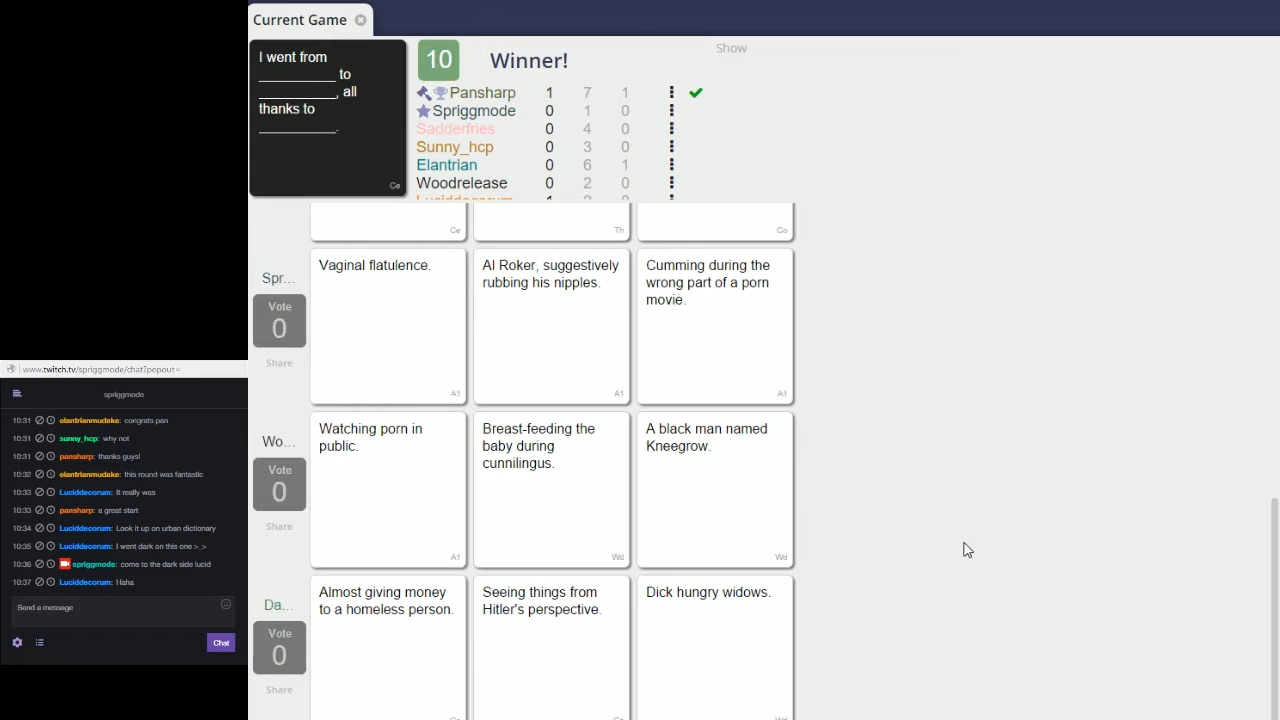 Current Game
I went from
____________ to
____________, all
thanks to
____________.
Ce
10
Winner!
Show
Pansharp 1 7 1
Spriggmode 0 1 0
Sadderfries 0 4 0
Sunny_hcp 0 3 0
Elantrian 0 6 1
Woodrelease 0 2 0
Ce
Th
Co
Spr...
Vote
0
Share
Vaginal flatulence.
A1
Al Roker, suggestively
rubbing his nipples.
A1
Cumming during the
wrong part of a porn
movie.
A1
Wo...
Vote
0
Share
Watching porn in
public.
A1
Breast-feeding the
baby during
cunnilingus.
Wd
A black man named
Kneegrow.
Wd
Da...
Vote
0
Share
Almost giving money
to a homeless person.
Seeing things from
Hitler's perspective.
Dick hungry widows.
www.twitch.tv/spriggmode/chat?popout=
spriggmode
10:31 elantrianmudake: congrats pan
10:31 sunny_hcp: why not
10:31 pansharp: thanks guys!
10:32 elantrianmudake: this round was fantastic
10:33 Luciddecorum: It really was
10:33 pansharp: a great start
10:34 Luciddecorum: Look it up on urban dictionary
10:35 Luciddecorum: I went dark on this one >_>
10:36 spriggmode: come to the dark side lucid
10:37 Luciddecorum: Haha
Send a message
Chat